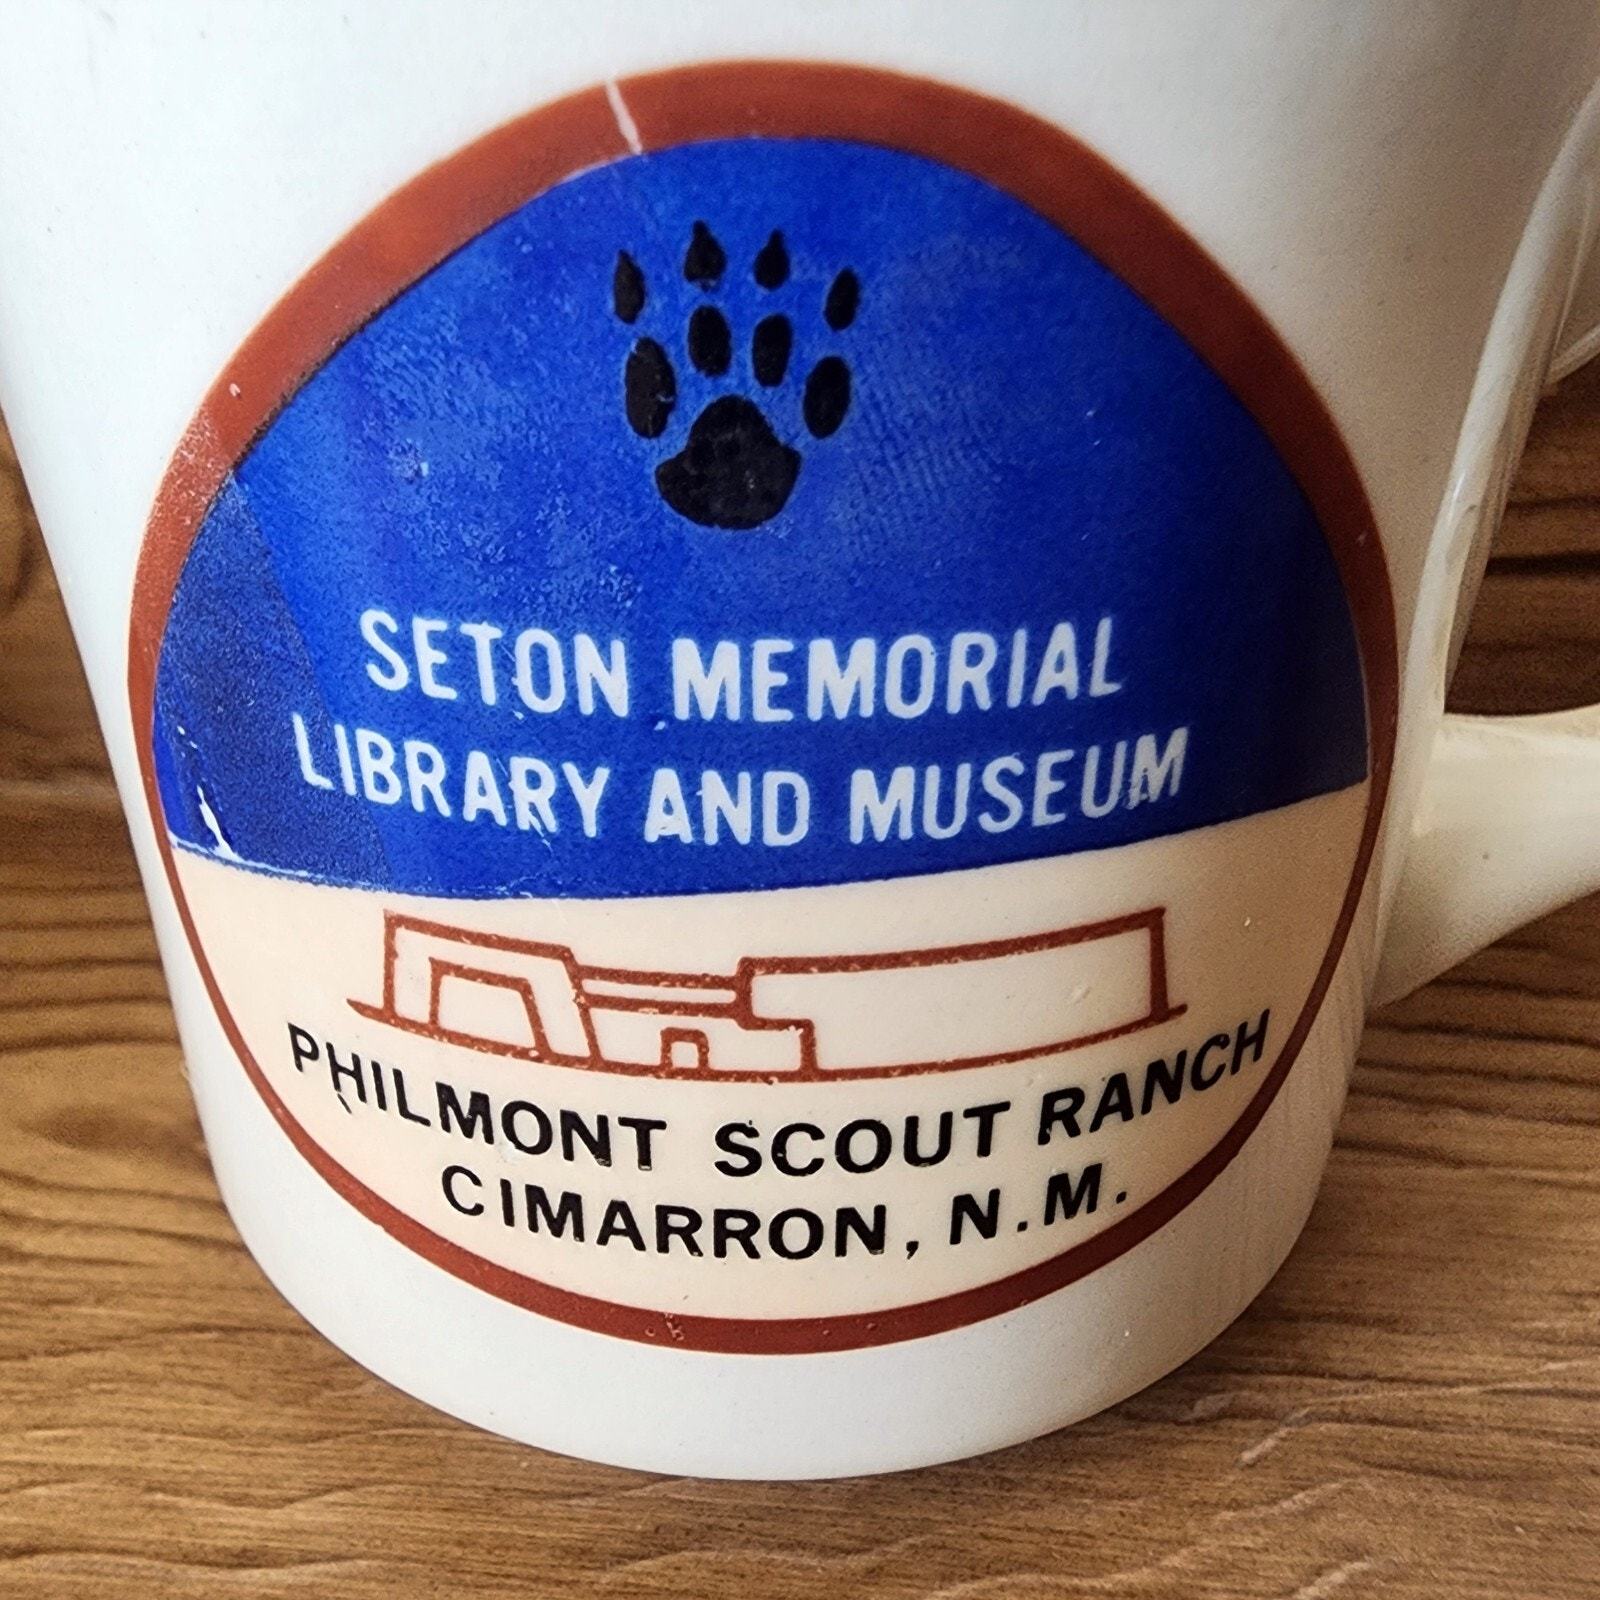 SETON MEMORIAL
LIBRARY AND MUSEUM
PHILMONT SCOUT RANCH
CIMARRON, N.M.